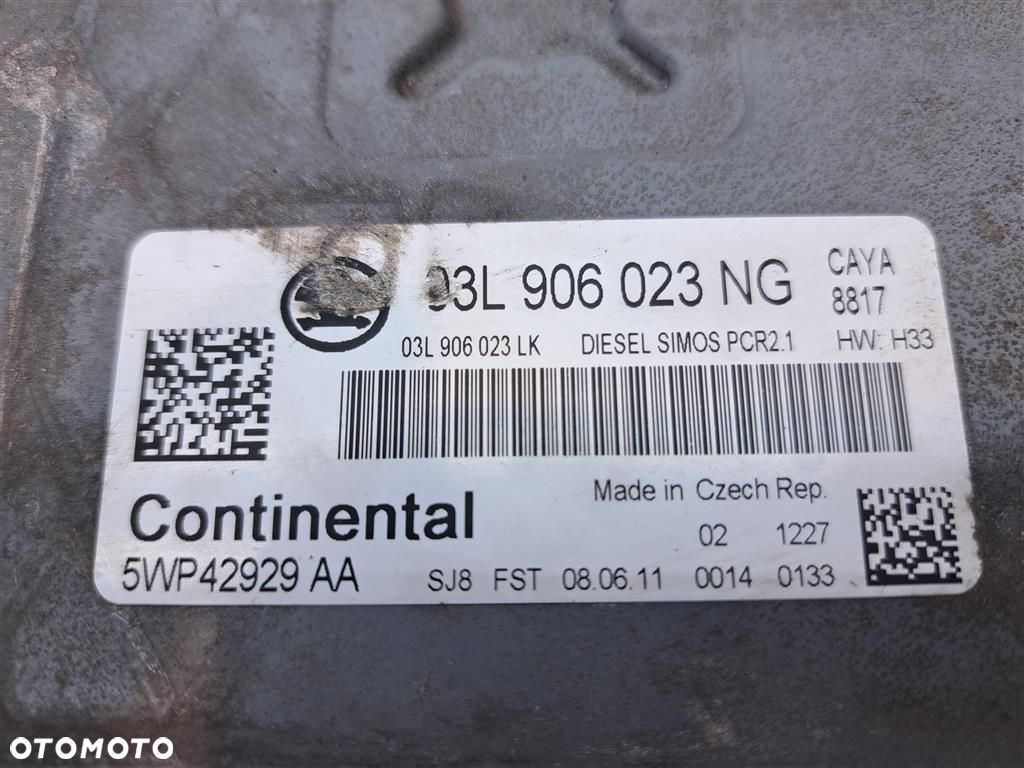 03L 906 023 NG
CAYA
8817
03L 906 023 LK DIESEL SIMOS PCR2.1 HW: H33
Continental
Made in Czech Rep.
02 1227
5WP42929 AA
SJ8 FST 08.06.11 0014 0133
OTOMOTO